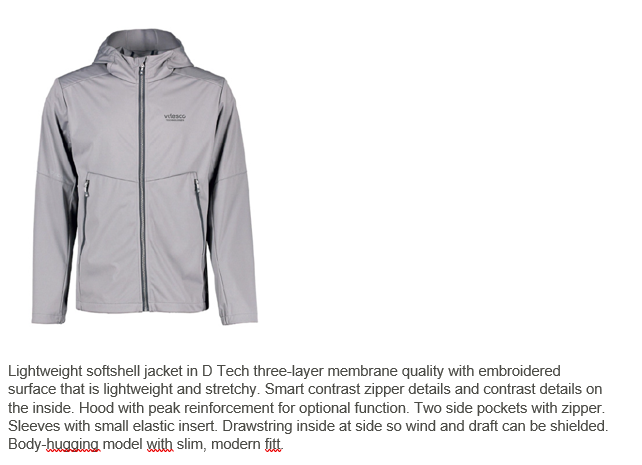 vitesco
Lightweight softshell jacket in D Tech three-layer membrane quality with embroidered
surface that is lightweight and stretchy. Smart contrast zipper details and contrast details on
the inside. Hood with peak reinforcement for optional function. Two side pockets with zipper.
Sleeves with small elastic insert. Drawstring inside at side so wind and draft can be shielded.
Body-hugging model with slim, modern fitt.